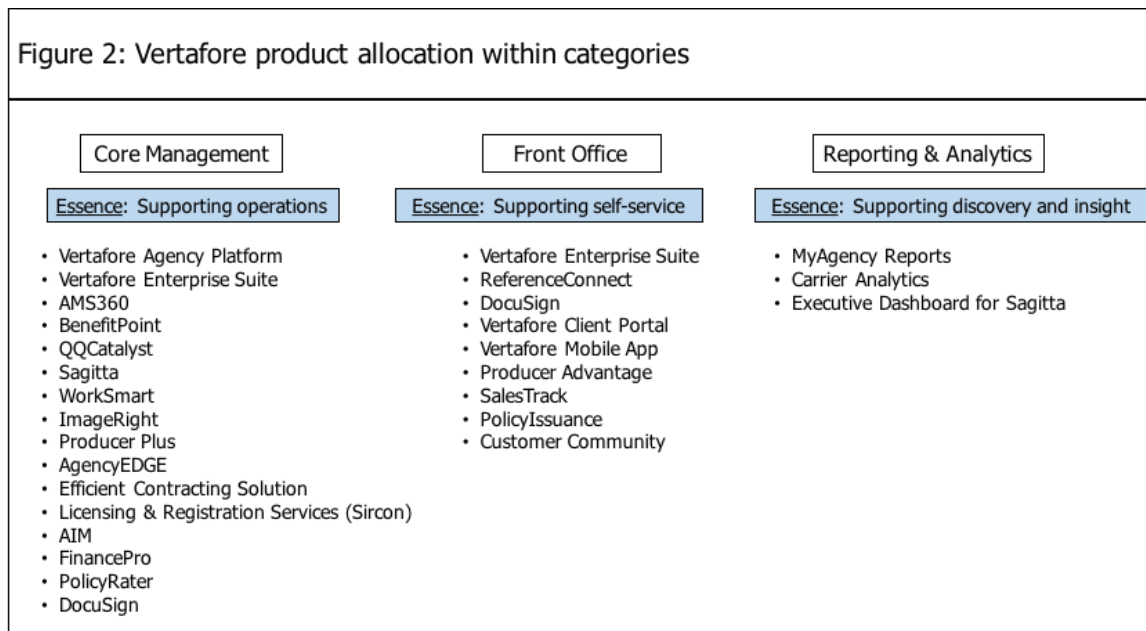 Figure 2: Vertafore product allocation within categories
Core Management
Essence: Supporting operations
• Vertafore Agency Platform
• Vertafore Enterprise Suite
• AMS360
• BenefitPoint
• QQCatalyst
• Sagitta
• WorkSmart
• ImageRight
• Producer Plus
• AgencyEDGE
• Efficient Contracting Solution
• Licensing & Registration Services (Sircon)
• AIM
• FinancePro
• PolicyRater
• DocuSign
Front Office
Essence: Supporting self-service
• Vertafore Enterprise Suite
• ReferenceConnect
• DocuSign
• Vertafore Client Portal
• Vertafore Mobile App
• Producer Advantage
• SalesTrack
• PolicyIssuance
• Customer Community
Reporting & Analytics
Essence: Supporting discovery and insight
• MyAgency Reports
• Carrier Analytics
• Executive Dashboard for Sagitta